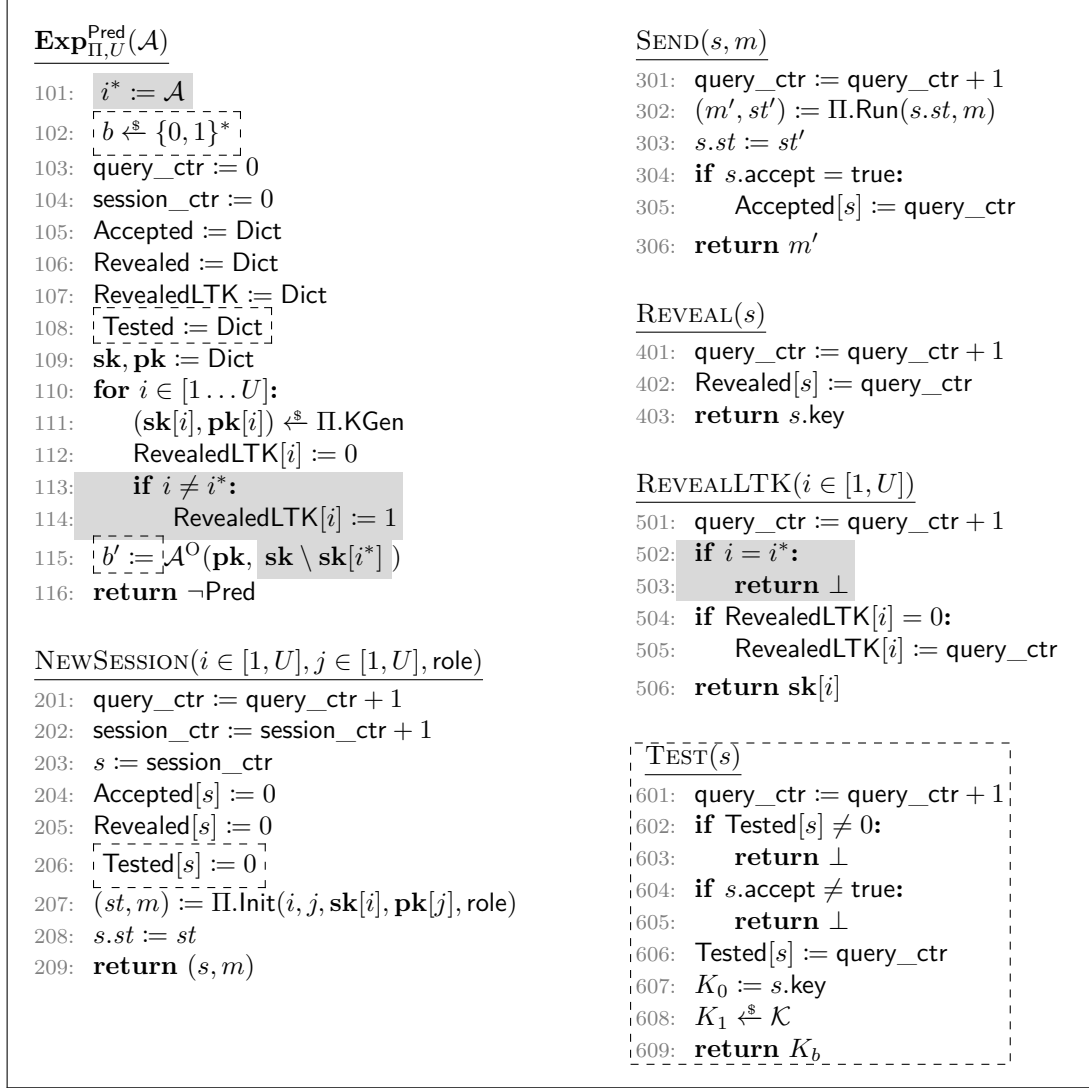 Exp^Pred_Π,U(𝒜)
101: i* := 𝒜
102: b ←$ {0, 1}*
103: query_ctr := 0
104: session_ctr := 0
105: Accepted := Dict
106: Revealed := Dict
107: RevealedLTK := Dict
108: Tested := Dict
109: sk, pk := Dict
110: for i ∈ [1 … U]:
111: (sk[i], pk[i]) ←$ Π.KGen
112: RevealedLTK[i] := 0
113: if i ≠ i*:
114: RevealedLTK[i] := 1
115: b′ := 𝒜^O(pk, sk \ sk[i*] )
116: return ¬Pred
NewSession(i ∈ [1, U], j ∈ [1, U], role)
201: query_ctr := query_ctr + 1
202: session_ctr := session_ctr + 1
203: s := session_ctr
204: Accepted[s] := 0
205: Revealed[s] := 0
206: Tested[s] := 0
207: (st, m) := Π.Init(i, j, sk[i], pk[j], role)
208: s.st := st
209: return (s, m)
Send(s, m)
301: query_ctr := query_ctr + 1
302: (m′, st′) := Π.Run(s.st, m)
303: s.st := st′
304: if s.accept = true:
305: Accepted[s] := query_ctr
306: return m′
Reveal(s)
401: query_ctr := query_ctr + 1
402: Revealed[s] := query_ctr
403: return s.key
RevealLTK(i ∈ [1, U])
501: query_ctr := query_ctr + 1
502: if i = i*:
503: return ⊥
504: if RevealedLTK[i] = 0:
505: RevealedLTK[i] := query_ctr
506: return sk[i]
Test(s)
601: query_ctr := query_ctr + 1
602: if Tested[s] ≠ 0:
603: return ⊥
604: if s.accept ≠ true:
605: return ⊥
606: Tested[s] := query_ctr
607: K₀ := s.key
608: K₁ ←$ 𝒦
609: return K_b